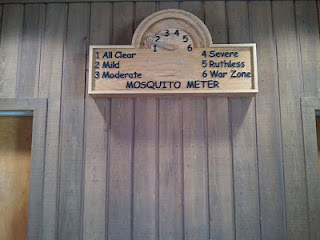 1 2 3 4 5 6
1 All Clear
2 Mild
3 Moderate
4 Severe
5 Ruthless
6 War Zone
MOSQUITO METER